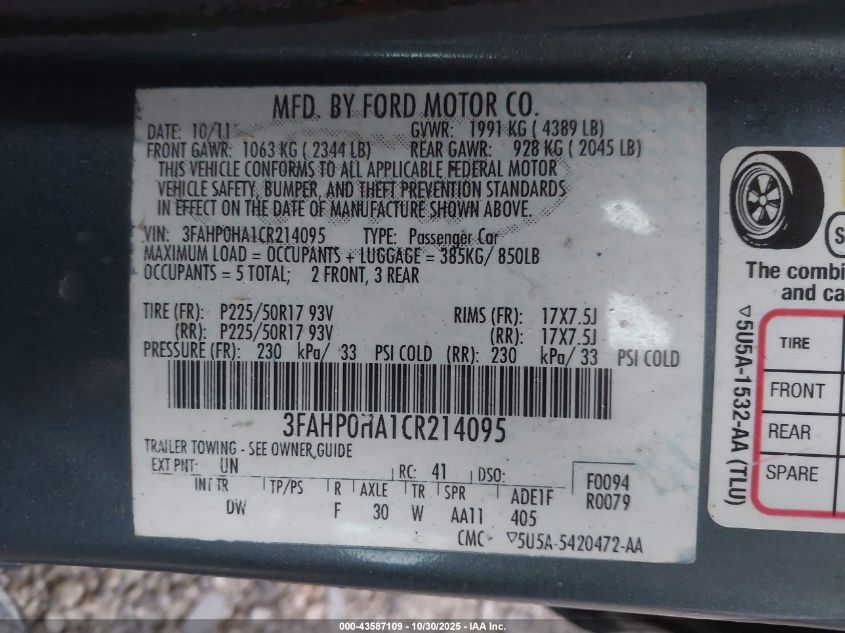 MFD. BY FORD MOTOR CO.
DATE: 10/11 GVWR: 1991 KG ( 4389 LB)
FRONT GAWR: 1063 KG ( 2344 LB) REAR GAWR: 928 KG ( 2045 LB)
THIS VEHICLE CONFORMS TO ALL APPLICABLE FEDERAL MOTOR
VEHICLE SAFETY, BUMPER, AND THEFT PREVENTION STANDARDS
IN EFFECT ON THE DATE OF MANUFACTURE SHOWN ABOVE.
VIN: 3FAHP0HA1CR214095 TYPE: Passenger Car
MAXIMUM LOAD = OCCUPANTS + LUGGAGE = 385KG/ 850LB
OCCUPANTS = 5 TOTAL; 2 FRONT, 3 REAR
TIRE (FR): P225/50R17 93V RIMS (FR): 17X7.5J
(RR): P225/50R17 93V (RR): 17X7.5J
PRESSURE (FR): 230 kPa/ 33 PSI COLD (RR): 230 kPa/ 33 PSI COLD
3FAHP0HA1CR214095
TRAILER TOWING - SEE OWNER GUIDE
EXT PNT: UN RC: 41 DSO: F0094
INT TR TP/PS R AXLE TR SPR ADE1F R0079
DW F 30 W AA11 405
CMC ▽5U5A-5420472-AA
S
The combi
and ca
▽5U5A-1532-AA (TLU)
TIRE
FRONT
REAR
SPARE
000-43587109 - 10/30/2025 - IAA Inc.